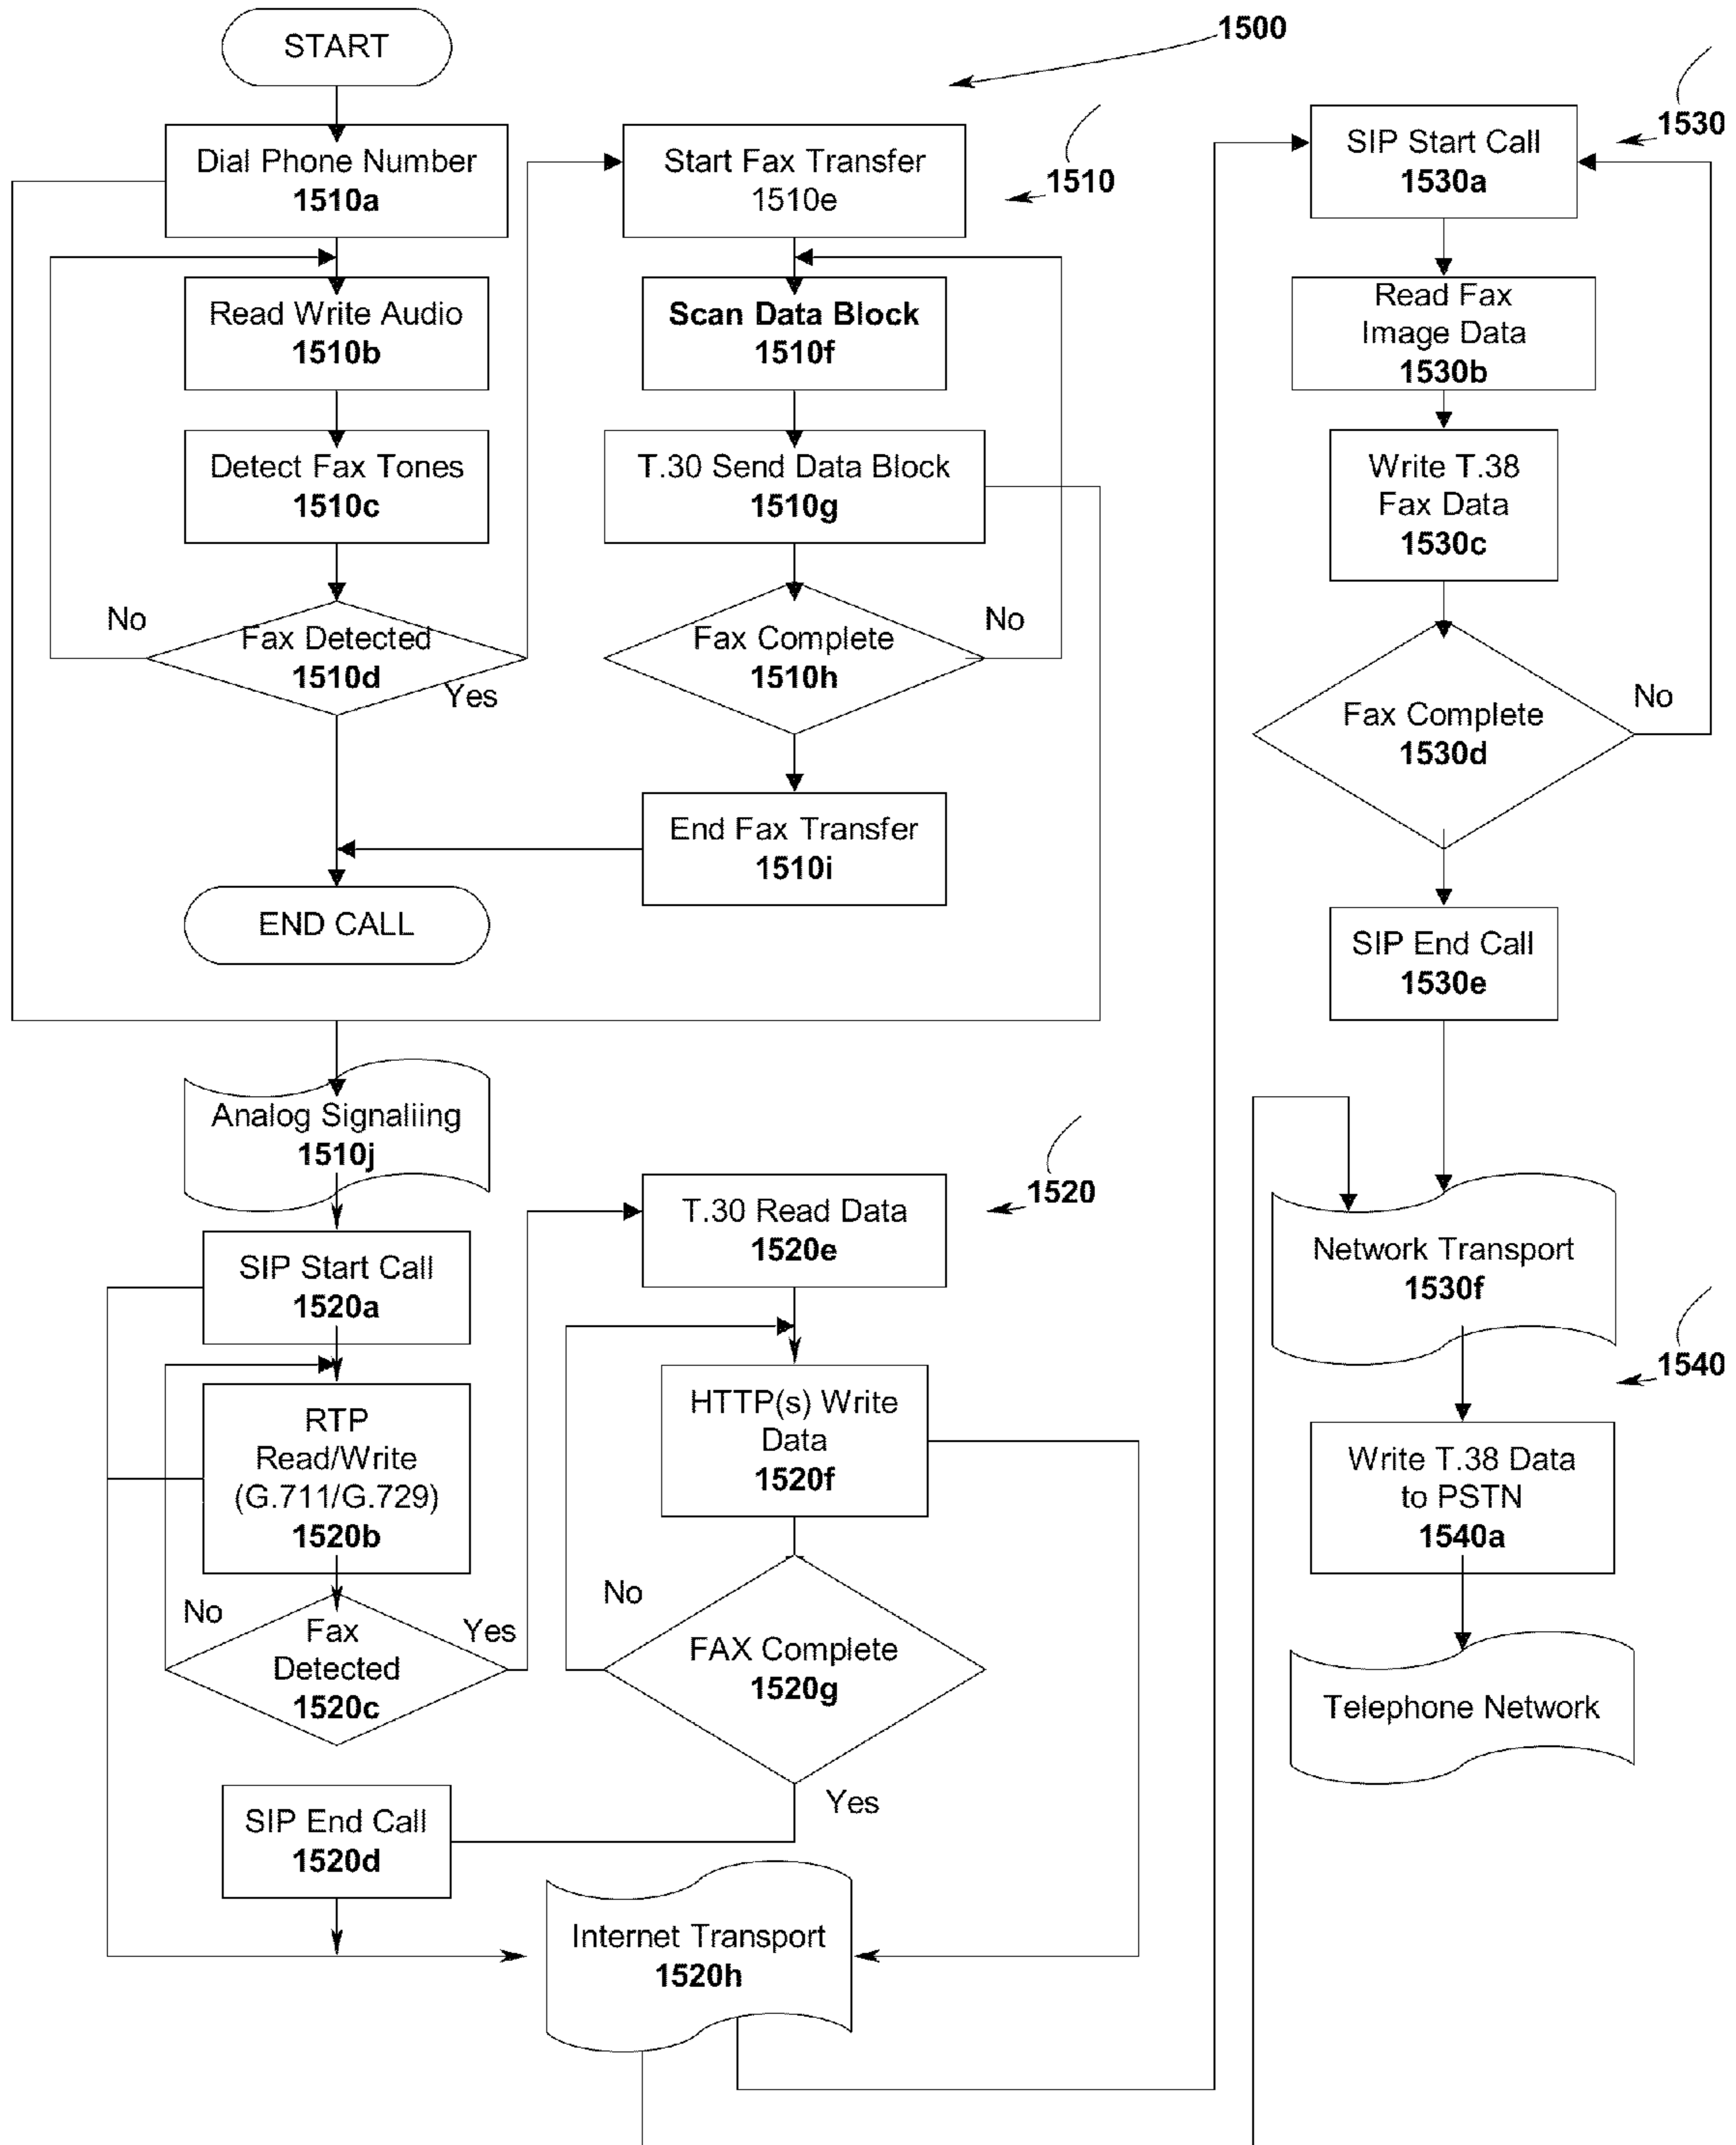 START
1500
Dial Phone Number
1510a
Start Fax Transfer
1510e
1510
Read Write Audio
1510b
Scan Data Block
1510f
Detect Fax Tones
1510c
T.30 Send Data Block
1510g
No
Fax Detected
1510d
Yes
Fax Complete
1510h
No
End Fax Transfer
1510i
END CALL
Analog Signaliing
1510j
SIP Start Call
1520a
RTP
Read/Write
(G.711/G.729)
1520b
No
Fax
Detected
1520c
Yes
SIP End Call
1520d
T.30 Read Data
1520e
1520
HTTP(s) Write
Data
1520f
No
FAX Complete
1520g
Yes
Internet Transport
1520h
SIP Start Call
1530a
1530
Read Fax
Image Data
1530b
Write T.38
Fax Data
1530c
Fax Complete
1530d
No
SIP End Call
1530e
Network Transport
1530f
1540
Write T.38 Data
to PSTN
1540a
Telephone Network